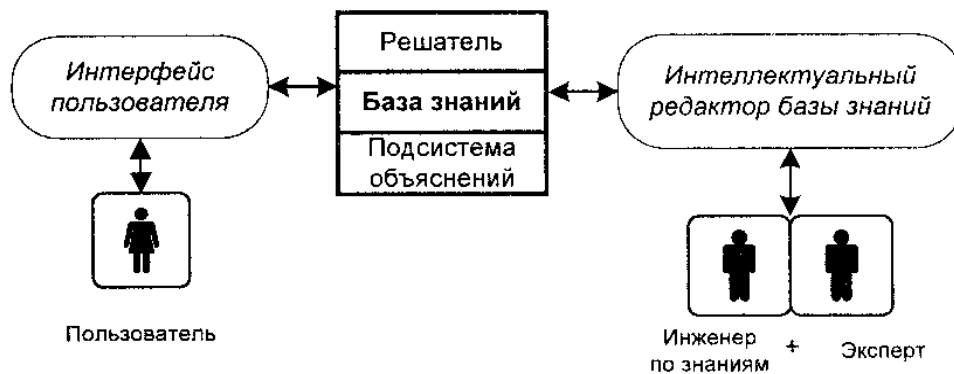 Интерфейс
пользователя
Решатель
База знаний
Подсистема
объяснений
Интеллектуальный
редактор базы знаний
Пользователь
Инженер
по знаниям
+
Эксперт